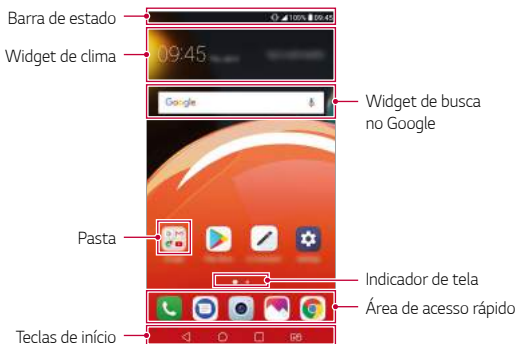 Barra de estado
100% 09:45
Widget de clima
09:45
Google
Widget de busca
no Google
Pasta
Indicador de tela
Área de acesso rápido
Teclas de início